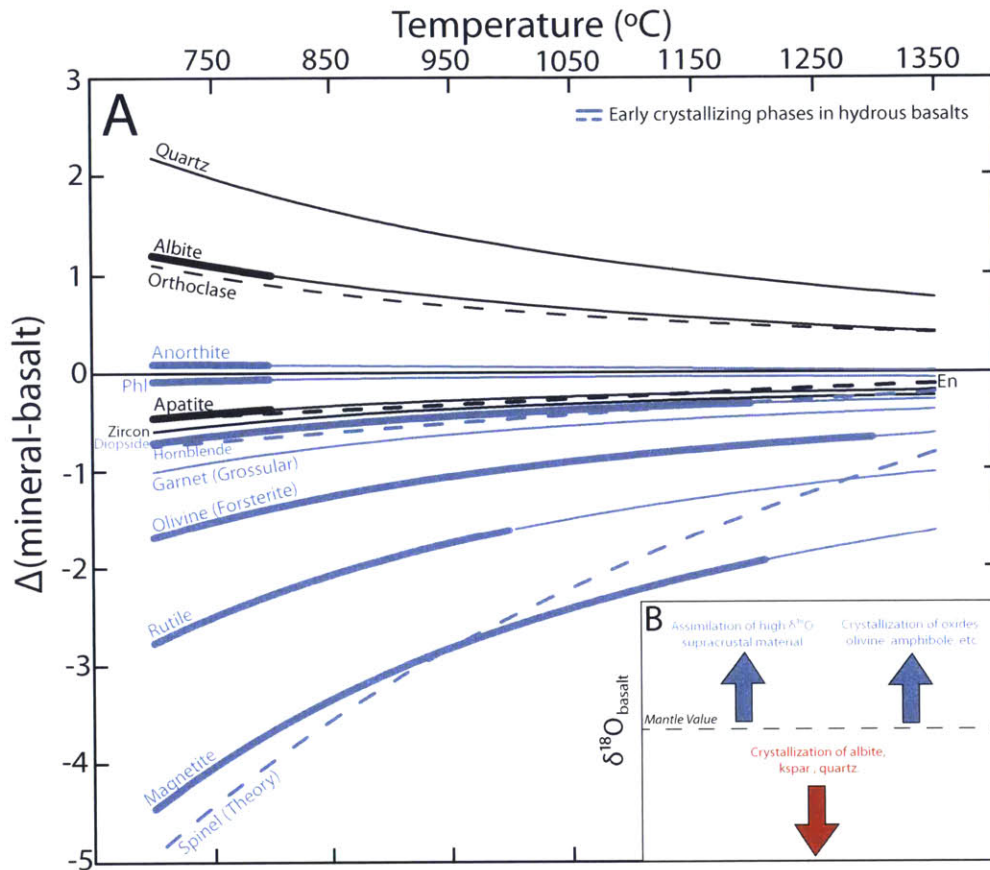 Temperature (ºC)
750 850 950 1050 1150 1250 1350
A
Early crystallizing phases in hydrous basalts
3
2
1
0
-1
-2
-3
-4
-5
Δ(mineral-basalt)
Quartz
Albite
Orthoclase
Anorthite
Phl
Apatite
En
Zircon
Diopside
Hornblende
Garnet (Grossular)
Olivine (Forsterite)
Rutile
Magnetite
Spinel (Theory)
B
Assimilation of high δ¹⁸O
supracrustal material
Crystallization of oxides
olivine amphibole, etc
δ¹⁸Obasalt
Mantle Value
Crystallization of albite,
kspar , quartz